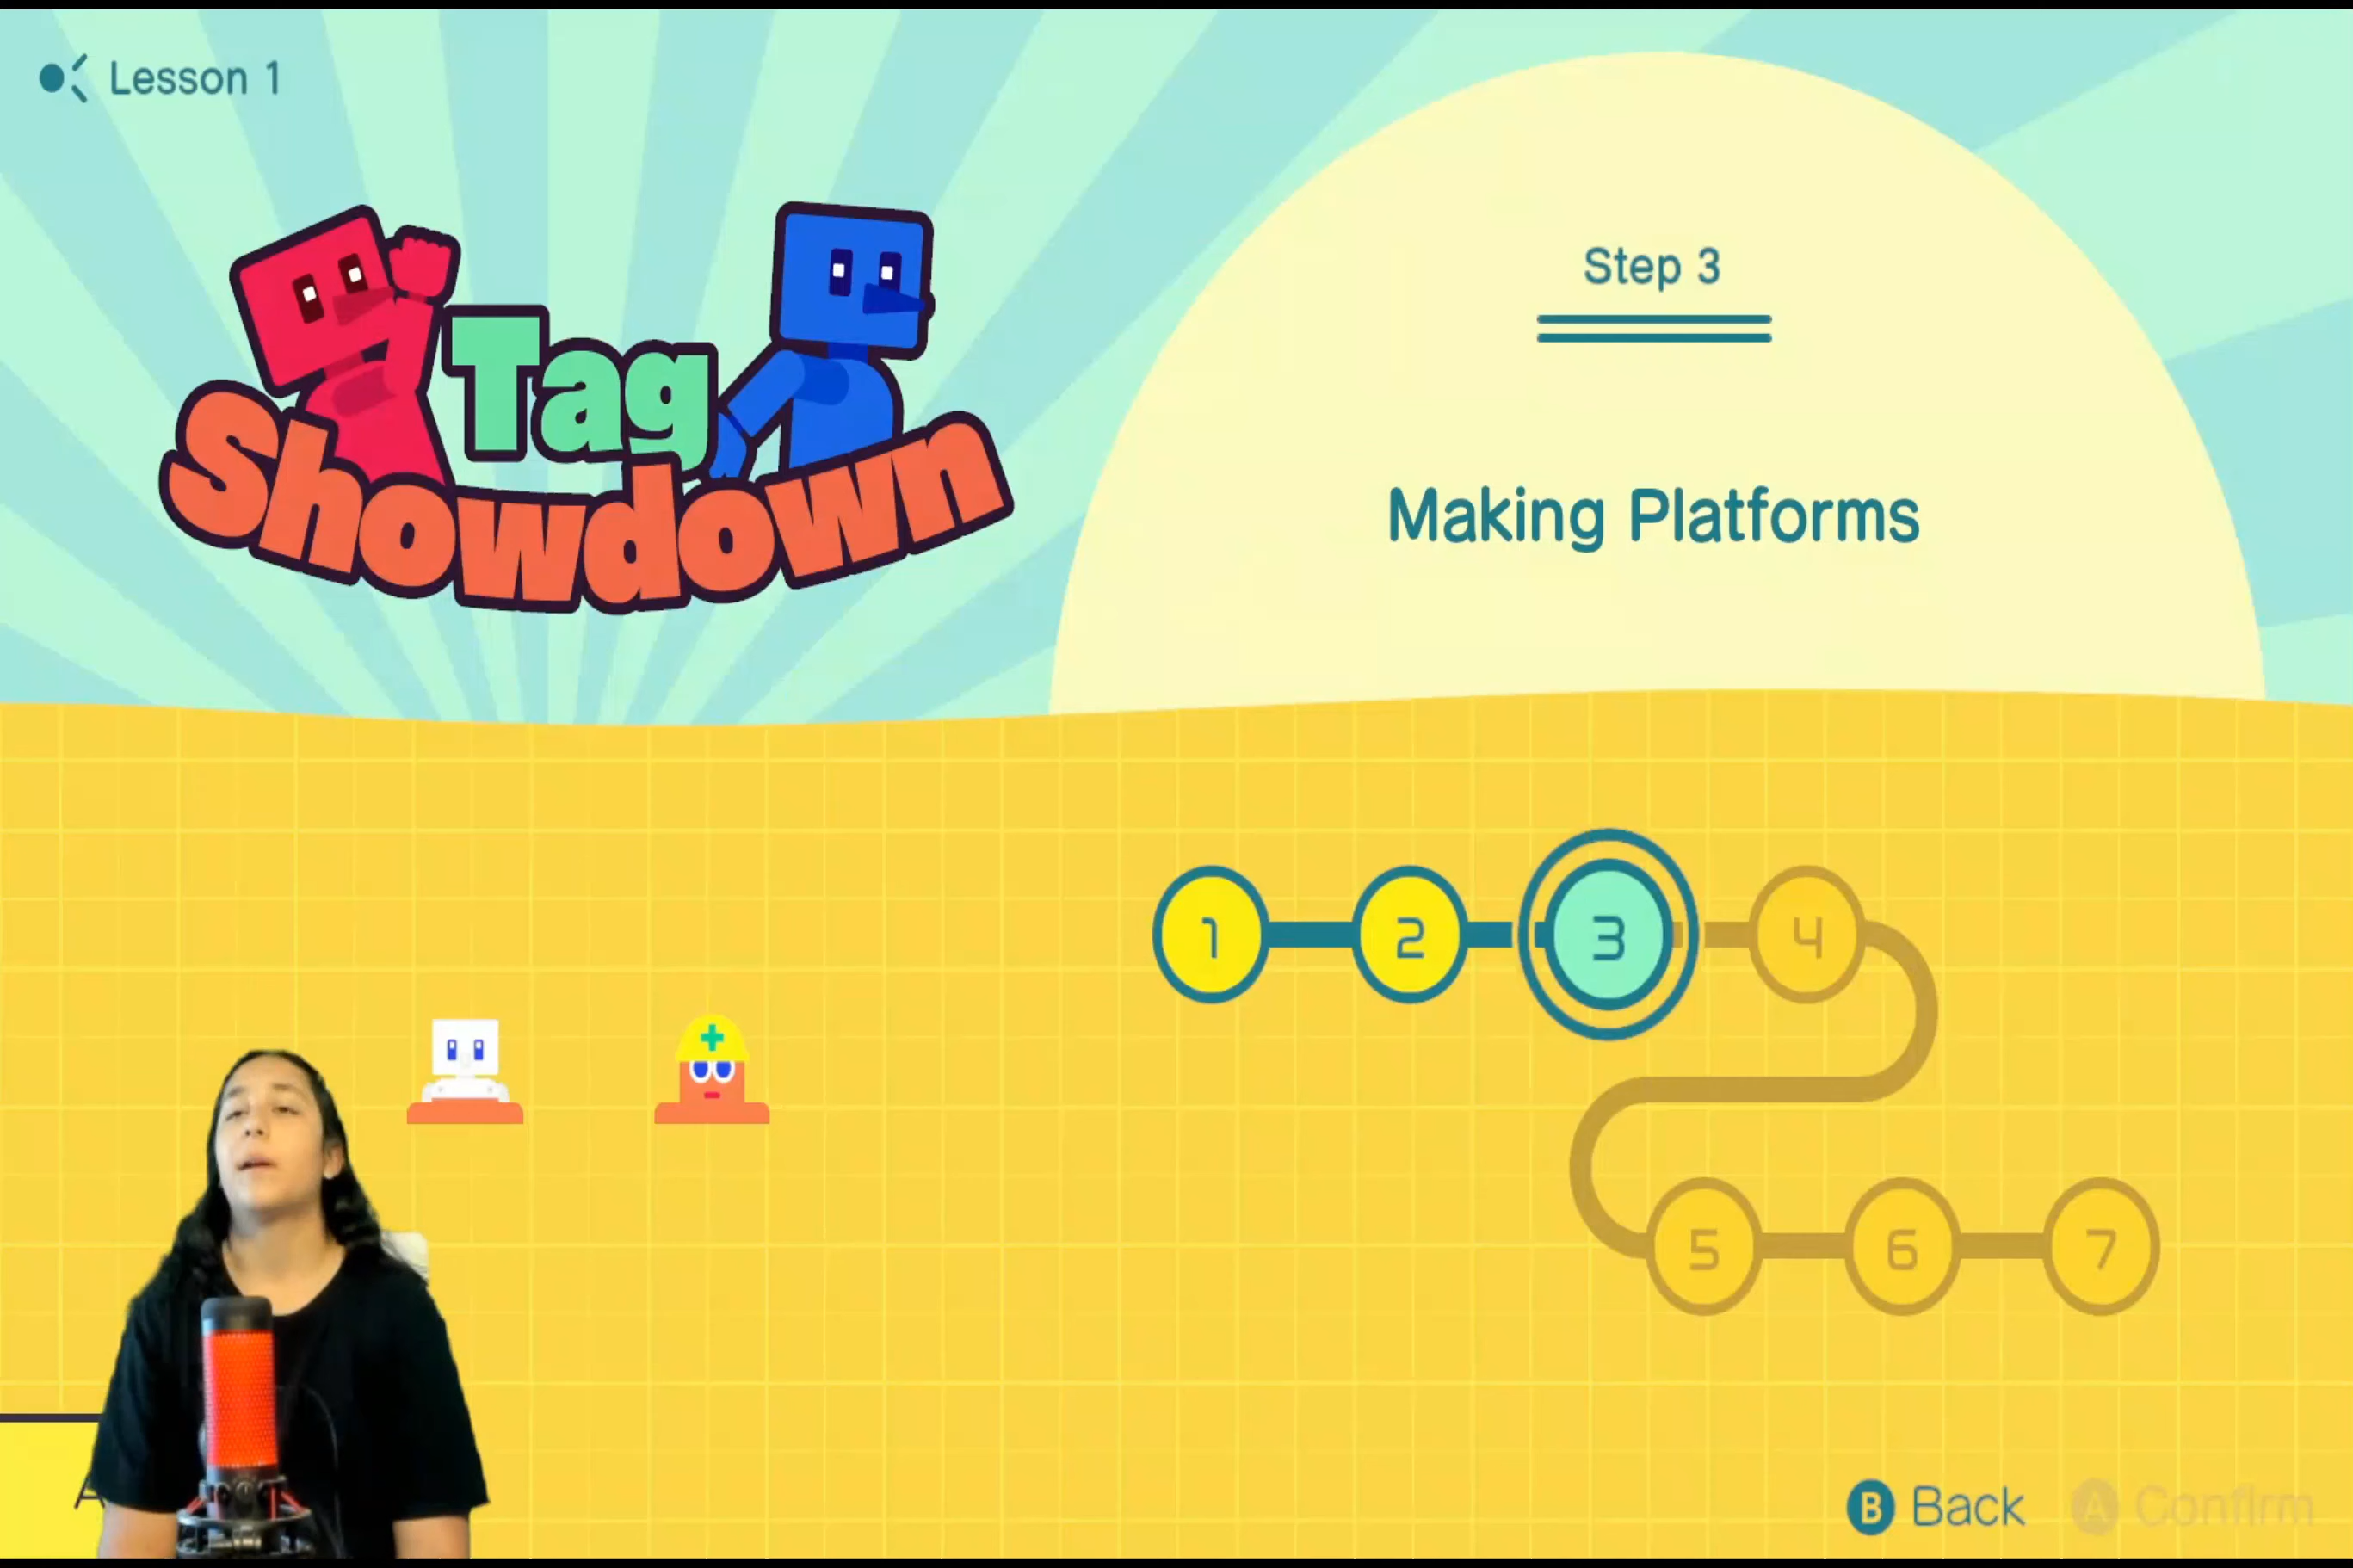 Lesson 1
Tag
Showdown
Step 3
Making Platforms
1
2
3
4
5
6
7
A
B Back
A Confirm